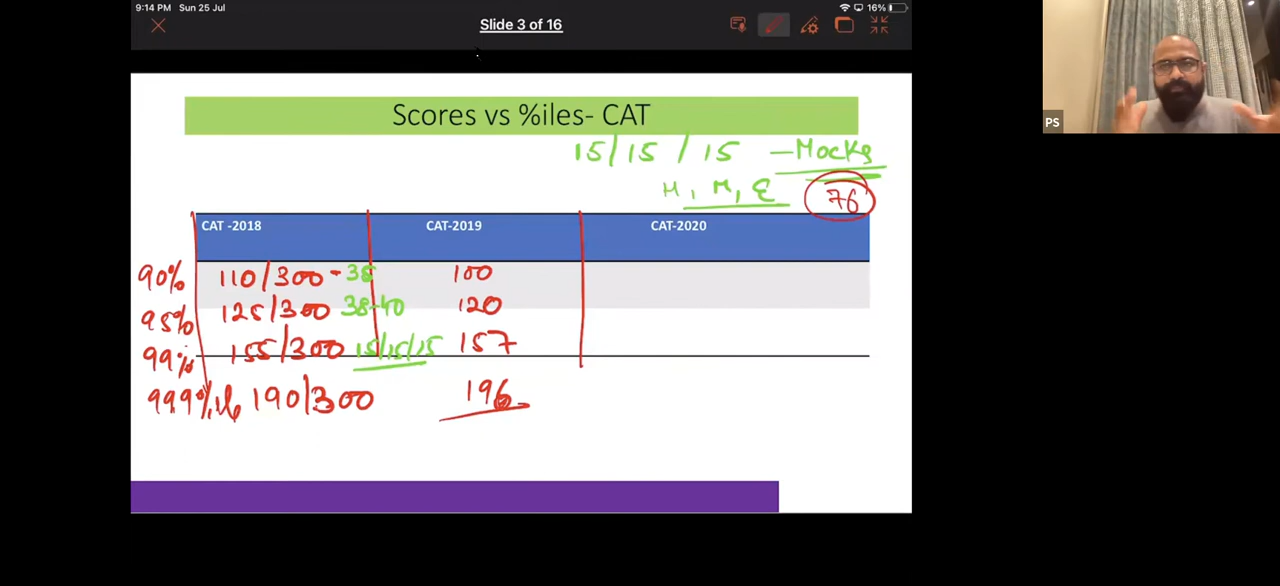 9:14 PM Sun 25 Jul
16%
Slide 3 of 16
Scores vs %iles- CAT
15/15 / 15 – Mocks
M, M, E 76
CAT -2018 CAT-2019 CAT-2020
90% 110/300 - 38 100
95% 125/300 38-40 120
99% 155/300 15/15/15 157
99.9%ile 190/300 196
PS